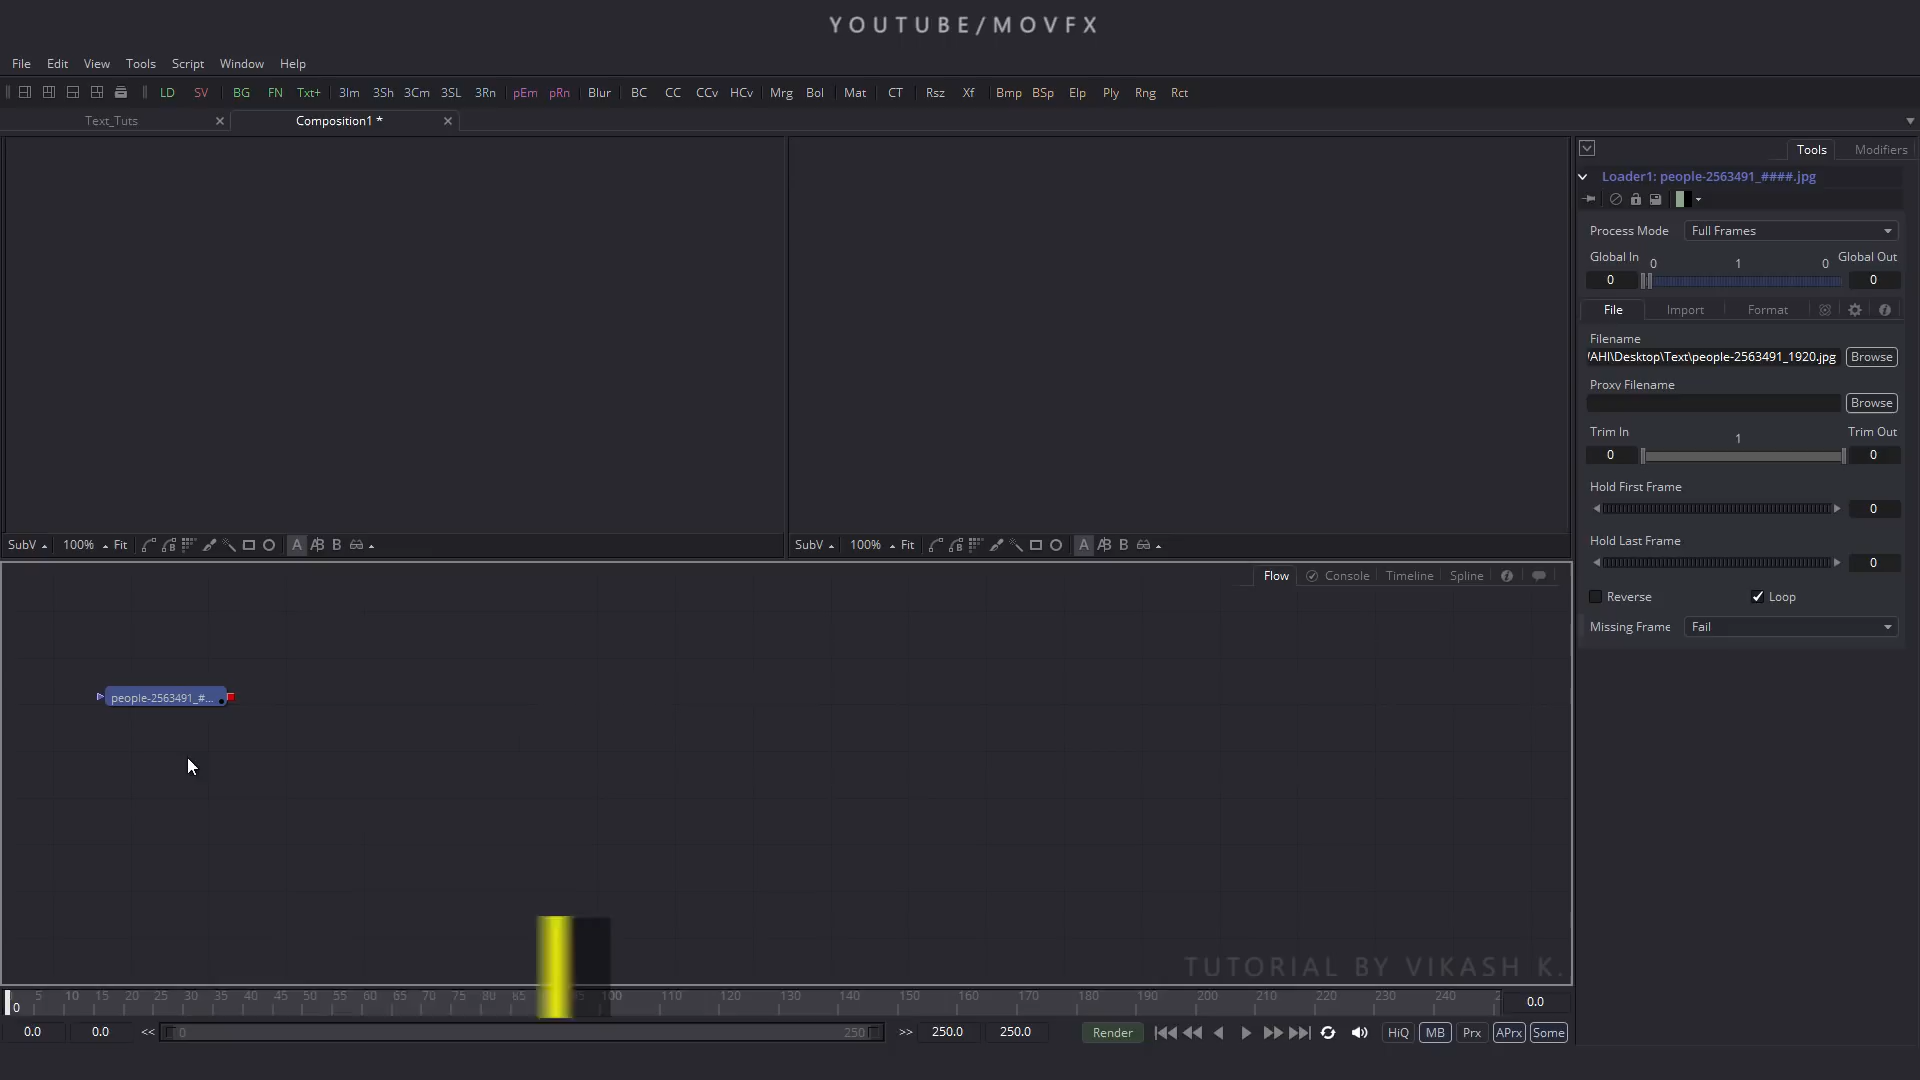 YOUTUBE/MOVFX
File Edit View Tools Script Window Help
LD SV BG FN Txt+ 3Im 3Sh 3Cm 3SL 3Rn pEm pRn Blur BC CC CCv HCv Mrg Bol Mat CT Rsz Xf Bmp BSp Elp Ply Rng Rct
Text_Tuts Composition1 *
Tools Modifiers
Loader1: people-2563491_####.jpg
Process Mode Full Frames
Global In 0 1 0 Global Out
0 0
File Import Format
Filename
\AHI\Desktop\Text\people-2563491_1920.jpg Browse
Proxy Filename
Browse
Trim In 1 Trim Out
0 0
Hold First Frame
0
Hold Last Frame
0
Reverse Loop
Missing Frame Fail
SubV 100% Fit A B
SubV 100% Fit A B
Flow Console Timeline Spline
people-2563491_#...
TUTORIAL BY VIKASH K.
0 5 10 15 20 25 30 35 40 45 50 55 60 65 70 75 80 85 95 100 110 120 130 140 150 160 170 180 190 200 210 220 230 240 0.0
0.0 0.0 << 0 250 >> 250.0 250.0 Render HiQ MB Prx APrx Some